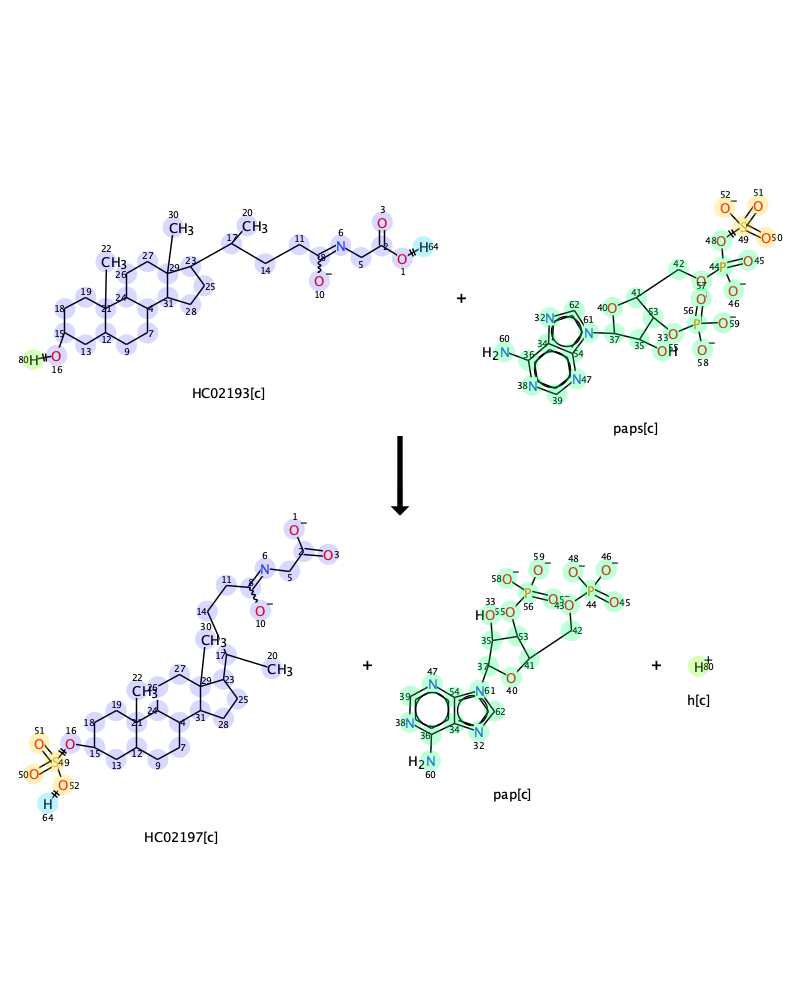 30
CH3
20
CH3
22
CH3
27
26
29
23
25
28
31
24
21
19
18
15
13
12
9
7
4
17
14
11
8
O
10
−
N
6
5
2
O
3
O
1
H 64
80 H
O
16
HC02193[c]
+
52
O−
51
O
S
49
O 50
48 O
P
44
O 45
O−
46
42
O
57
O
56
P
O−59
O−
58
O
55
33
OH
35
53
41
40 O
37
61
N
62
32 N
34
54
36
60
H2N
38 N
39
N 47
paps[c]
1
O−
2
O 3
5
6
N
8
O−
10
11
14
30
CH3
17
20
CH3
22
CH3
26
27
29
23
25
28
31
24
21
19
18
15
13
12
9
7
4
16
O
51
O
S
49
50 O
O 52
H
64
HC02197[c]
+
59
O−
58 O−
P
56
O 57
55 O
48
O−
46
O−
P
44
O 45
43 O
42
33
HO
35
53
41
37
O
40
47
N
39
38 N
54
N 61
62
34
N
32
36
H2N
60
pap[c]
+
H+
80
h[c]